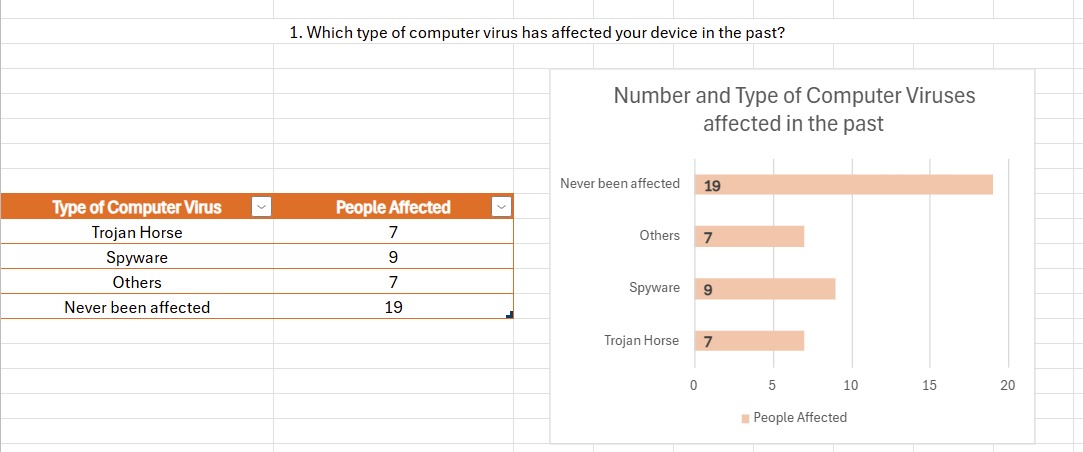 1. Which type of computer virus has affected your device in the past?
Type of Computer Virus People Affected
Trojan Horse 7
Spyware 9
Others 7
Never been affected 19
Number and Type of Computer Viruses
affected in the past
Never been affected 19
Others 7
Spyware 9
Trojan Horse 7
0 5 10 15 20
People Affected